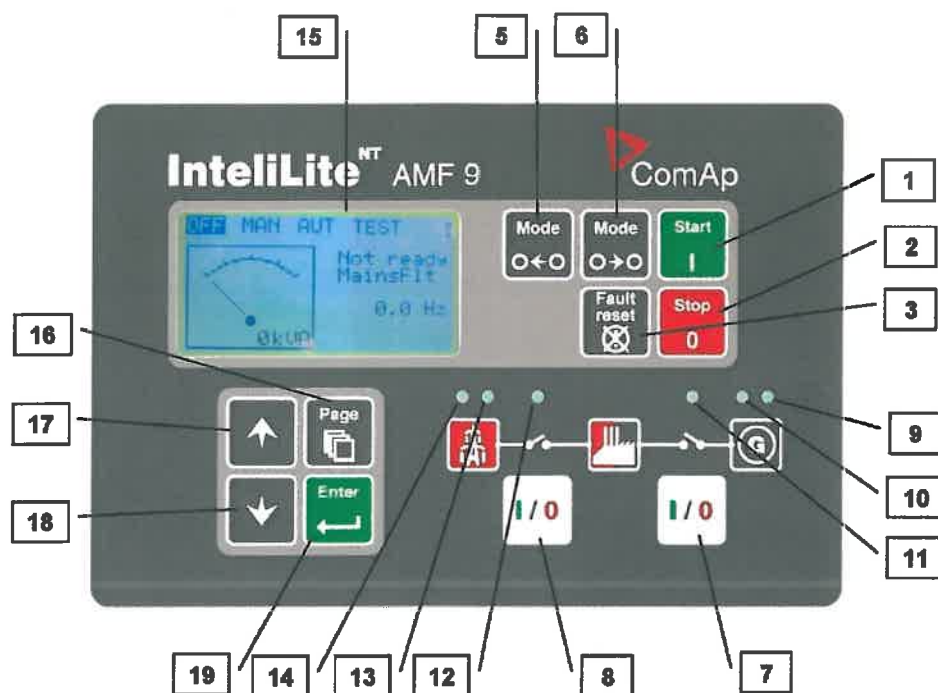 15
5
6
InteliLite NT AMF 9
ComAp
OFF MAN AUT TEST
Not ready
MainsFlt
0.0 Hz
0kVA
Mode
Mode
Start
I
Fault
reset
Stop
0
1
2
3
16
17
18
Page
Enter
G
9
10
11
I/0
I/0
19
14
13
12
8
7